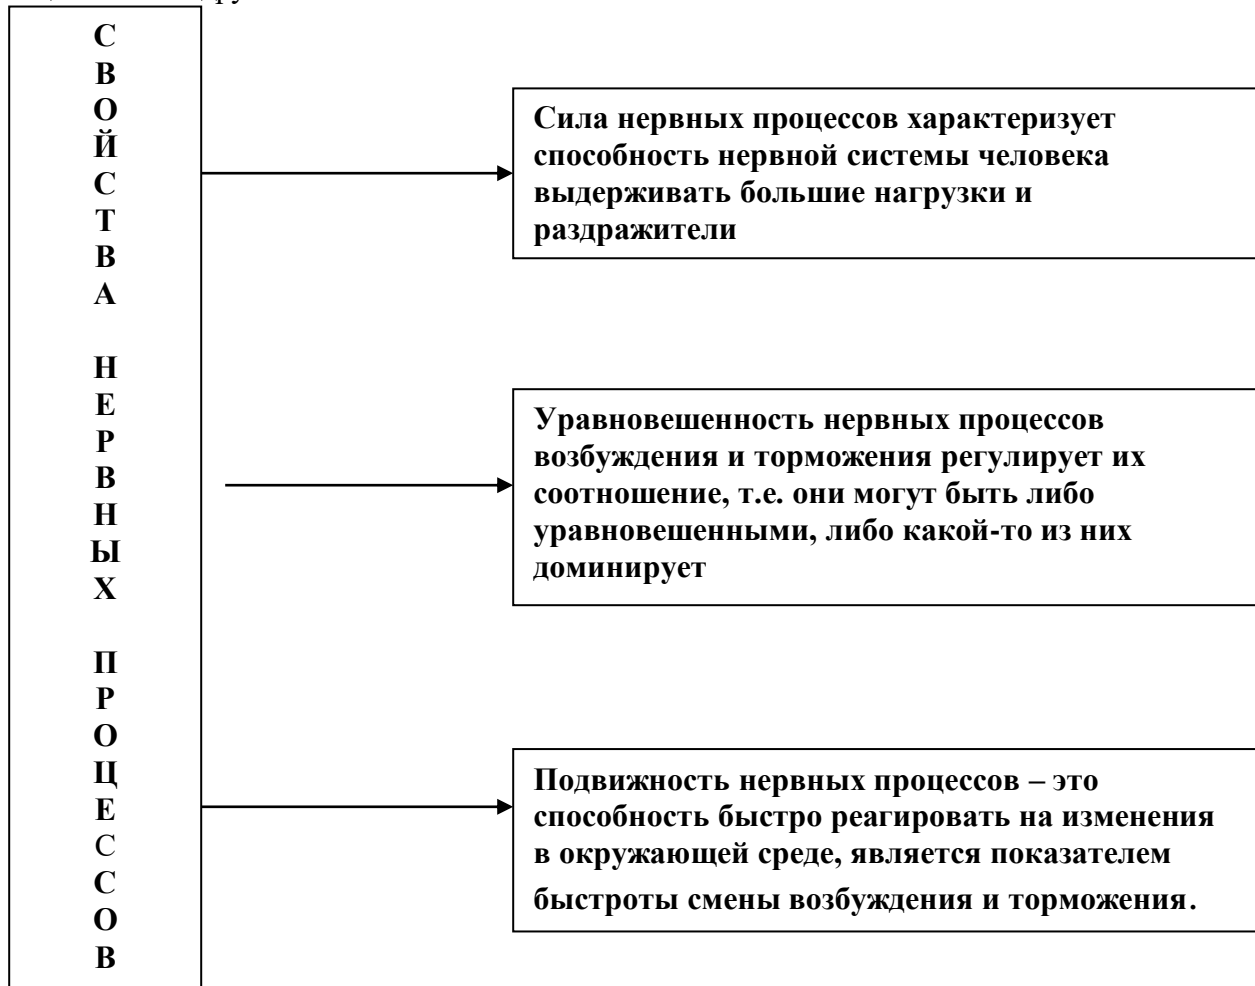 С
В
О
Й
С
Т
В
А
Н
Е
Р
В
Н
Ы
Х
П
Р
О
Ц
Е
С
С
О
В
Сила нервных процессов характеризует
способность нервной системы человека
выдерживать большие нагрузки и
раздражители
Уравновешенность нервных процессов
возбуждения и торможения регулирует их
соотношение, т.е. они могут быть либо
уравновешенными, либо какой-то из них
доминирует
Подвижность нервных процессов – это
способность быстро реагировать на изменения
в окружающей среде, является показателем
быстроты смены возбуждения и торможения.